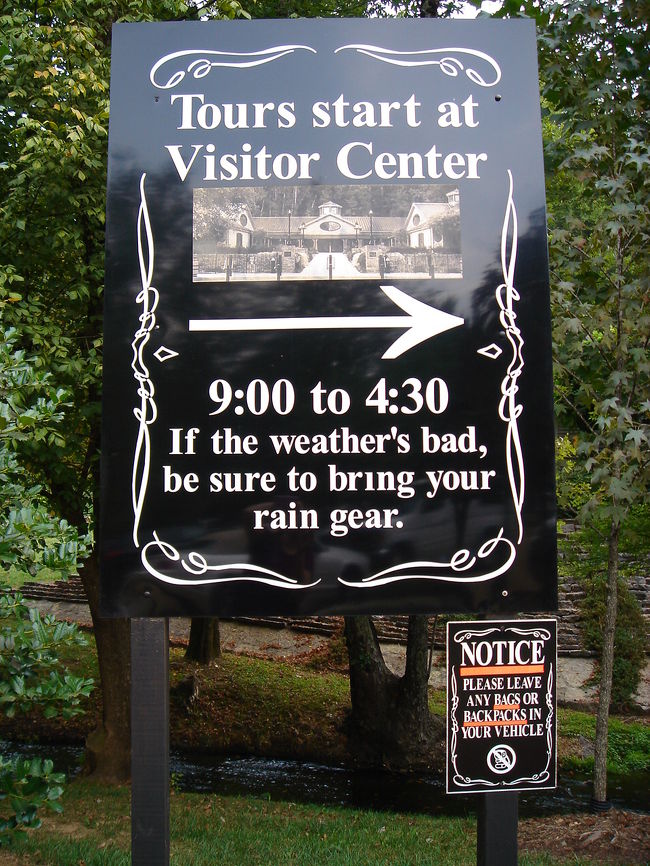 Tours start at
Visitor Center
9:00 to 4:30
If the weather's bad,
be sure to bring your
rain gear.
NOTICE
PLEASE LEAVE
ANY BAGS OR
BACKPACKS IN
YOUR VEHICLE